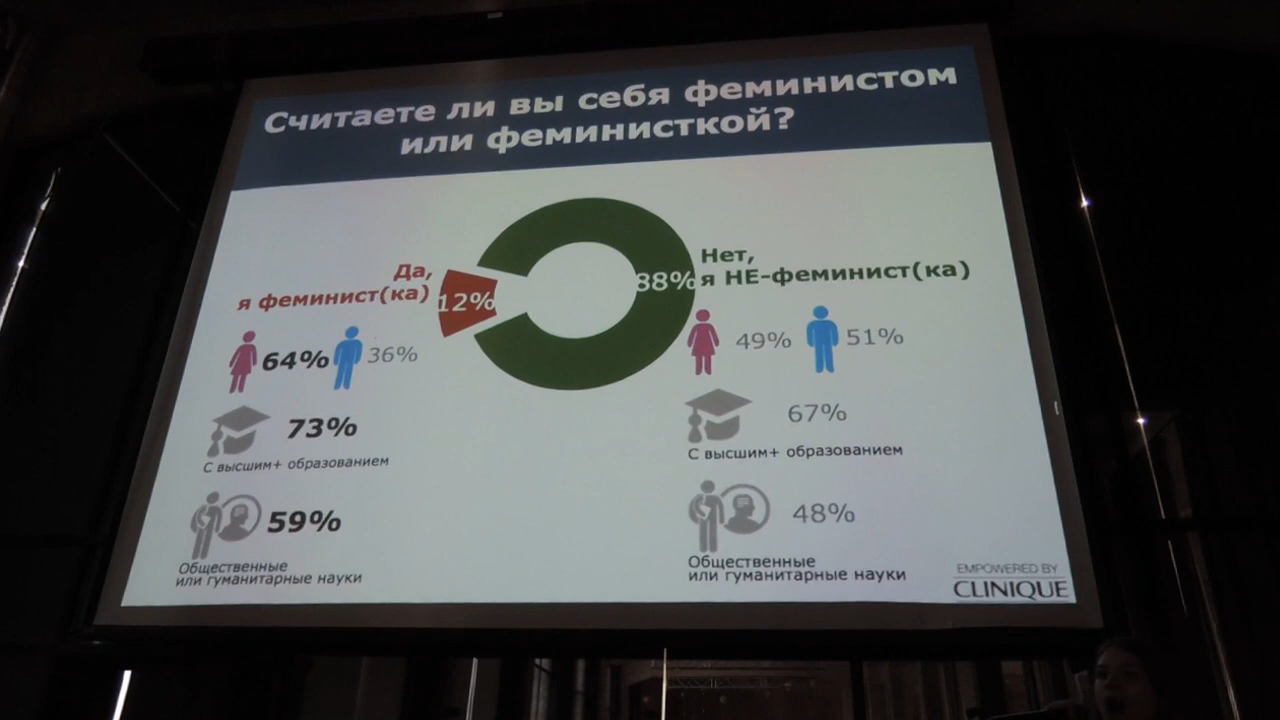 Считаете ли вы себя феминистом
или феминисткой?
Да,
я феминист(ка)
12%
88%
Нет,
я НЕ-феминист(ка)
64%
36%
49%
51%
73%
С высшим+ образованием
67%
С высшим+ образованием
59%
Общественные
или гуманитарные науки
48%
Общественные
или гуманитарные науки
EMPOWERED BY
CLINIQUE